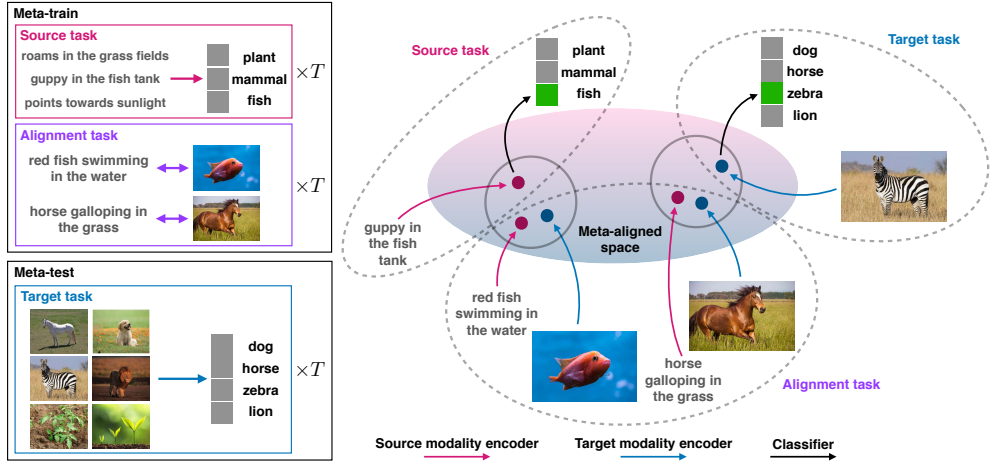 Meta-train
Source task
roams in the grass fields
guppy in the fish tank
points towards sunlight
plant
mammal
fish
×T
Alignment task
red fish swimming
in the water
horse galloping in
the grass
×T
Meta-test
Target task
dog
horse
zebra
lion
×T
Source task
plant
mammal
fish
dog
horse
zebra
lion
Target task
guppy in
the fish
tank
Meta-aligned
space
red fish
swimming in
the water
horse
galloping in
the grass
Alignment task
Source modality encoder
Target modality encoder
Classifier